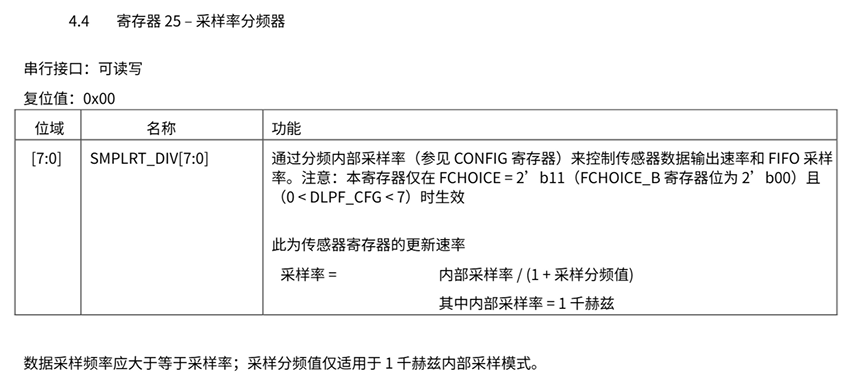 4.4 寄存器 25 – 采样率分频器
串行接口：可读写
复位值：0x00
位域 名称 功能
[7:0] SMPLRT_DIV[7:0] 通过分频内部采样率（参见 CONFIG 寄存器）来控制传感器数据输出速率和 FIFO 采样
率。注意：本寄存器仅在 FCHOICE = 2’b11（FCHOICE_B 寄存器位为 2’b00）且
（0 < DLPF_CFG < 7）时生效
此为传感器寄存器的更新速率
采样率 = 内部采样率 / (1 + 采样分频值)
其中内部采样率 = 1 千赫兹
数据采样频率应大于等于采样率；采样分频值仅适用于 1 千赫兹内部采样模式。